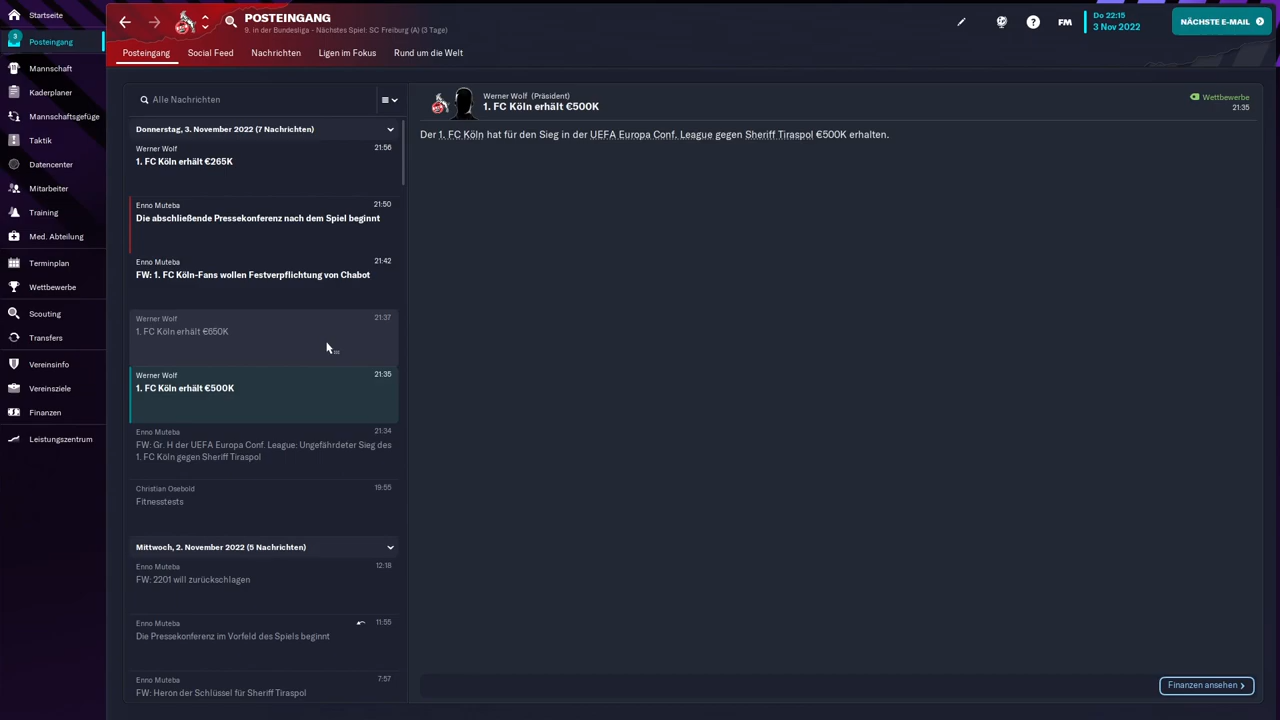 Startseite
3
Posteingang
Mannschaft
Kaderplaner
Mannschaftsgefüge
Taktik
Datencenter
Mitarbeiter
Training
Med. Abteilung
Terminplan
Wettbewerbe
Scouting
Transfers
Vereinsinfo
Vereinsziele
Finanzen
Leistungszentrum
POSTEINGANG
9. in der Bundesliga - Nächstes Spiel: SC Freiburg (A) (3 Tage)
FM
Do 22:15
3 Nov 2022
NÄCHSTE E-MAIL
Posteingang
Social Feed
Nachrichten
Ligen im Fokus
Rund um die Welt
Alle Nachrichten
Donnerstag, 3. November 2022 (7 Nachrichten)
Werner Wolf 21:56
1. FC Köln erhält €265K
Enno Muteba 21:50
Die abschließende Pressekonferenz nach dem Spiel beginnt
Enno Muteba 21:42
FW: 1. FC Köln-Fans wollen Festverpflichtung von Chabot
Werner Wolf 21:37
1. FC Köln erhält €650K
Werner Wolf 21:35
1. FC Köln erhält €500K
Enno Muteba 21:34
FW: Gr. H der UEFA Europa Conf. League: Ungefährdeter Sieg des
1. FC Köln gegen Sheriff Tiraspol
Christian Osebold 19:55
Fitnesstests
Mittwoch, 2. November 2022 (5 Nachrichten)
Enno Muteba 12:18
FW: 2201 will zurückschlagen
Enno Muteba 11:55
Die Pressekonferenz im Vorfeld des Spiels beginnt
Enno Muteba 7:57
FW: Heron der Schlüssel für Sheriff Tiraspol
Werner Wolf (Präsident)
1. FC Köln erhält €500K
Wettbewerbe
21:35
Der 1. FC Köln hat für den Sieg in der UEFA Europa Conf. League gegen Sheriff Tiraspol €500K erhalten.
Finanzen ansehen